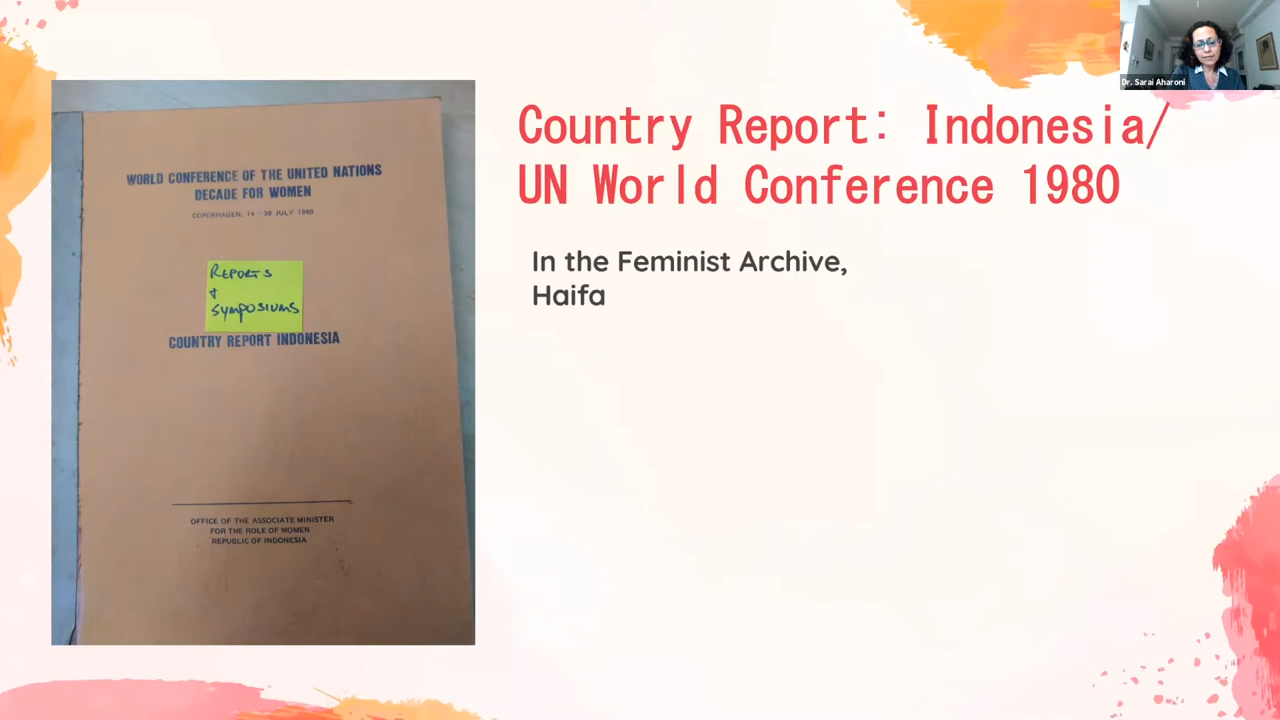 Dr. Sarai Aharoni
Country Report: Indonesia/
UN World Conference 1980
In the Feminist Archive,
Haifa
WORLD CONFERENCE OF THE UNITED NATIONS
DECADE FOR WOMEN
COPENHAGEN, 14 - 30 JULY 1980
REPORTS
+
SYMPOSIUMS
COUNTRY REPORT INDONESIA
OFFICE OF THE ASSOCIATE MINISTER
FOR THE ROLE OF WOMEN
REPUBLIC OF INDONESIA